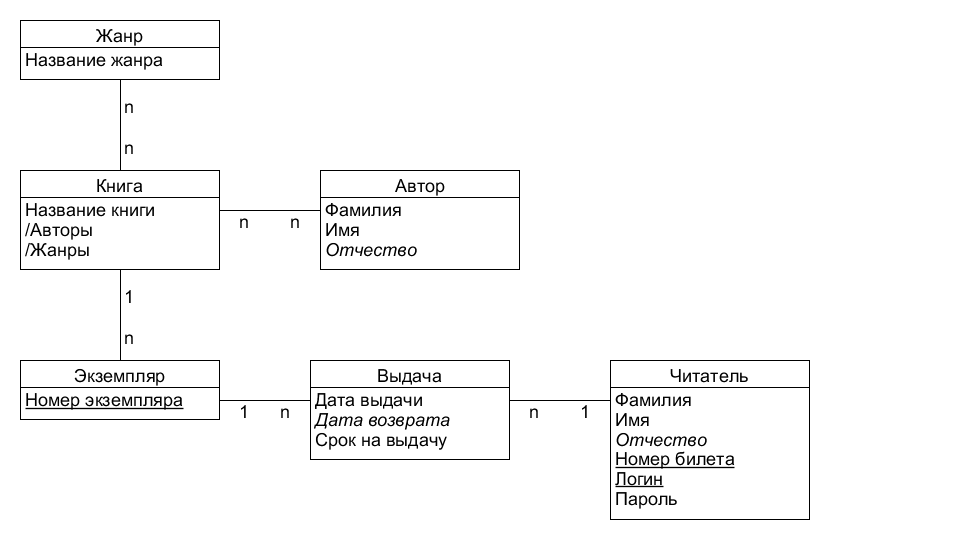 Жанр
Название жанра
n
n
Книга
Название книги
/Авторы
/Жанры
n
n
Автор
Фамилия
Имя
Отчество
1
n
Экземпляр
Номер экземпляра
1
n
Выдача
Дата выдачи
Дата возврата
Срок на выдачу
n
1
Читатель
Фамилия
Имя
Отчество
Номер билета
Логин
Пароль